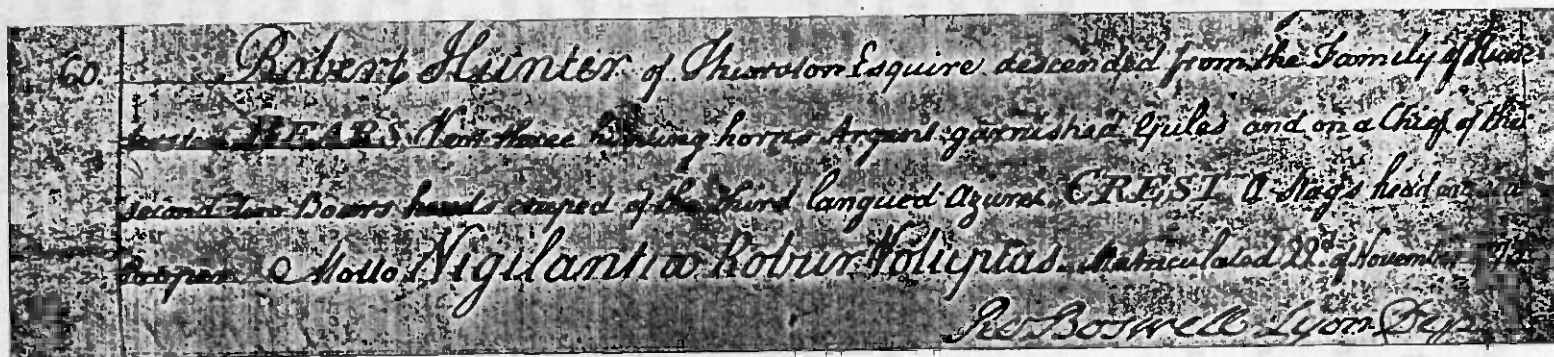 60. Robert Hunter of Thurston Esquire descended from the Family of Hun-
BEARS Vert three hunting horns Argent garnished Gules and on a Chief of the
second two Boars heads couped of the third langued azure. CREST a Stag's head
proper Motto Vigilantia Robur Voluptas. Matriculated 22d. of November
Ro Boswell Lyon Dep